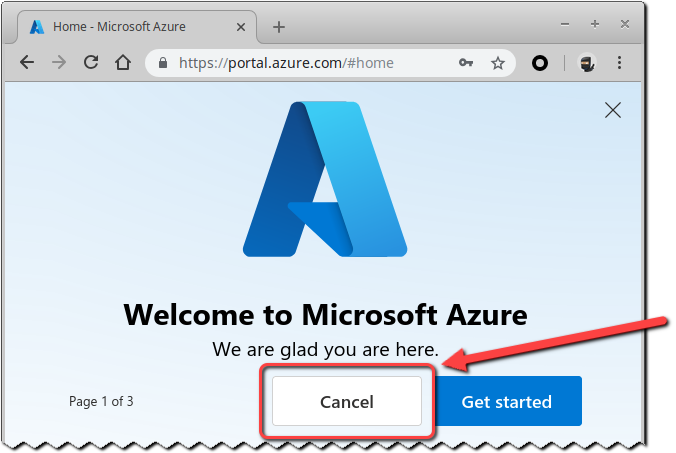 Home - Microsoft Azure
https://portal.azure.com/#home
Welcome to Microsoft Azure
We are glad you are here.
Page 1 of 3
Cancel
Get started